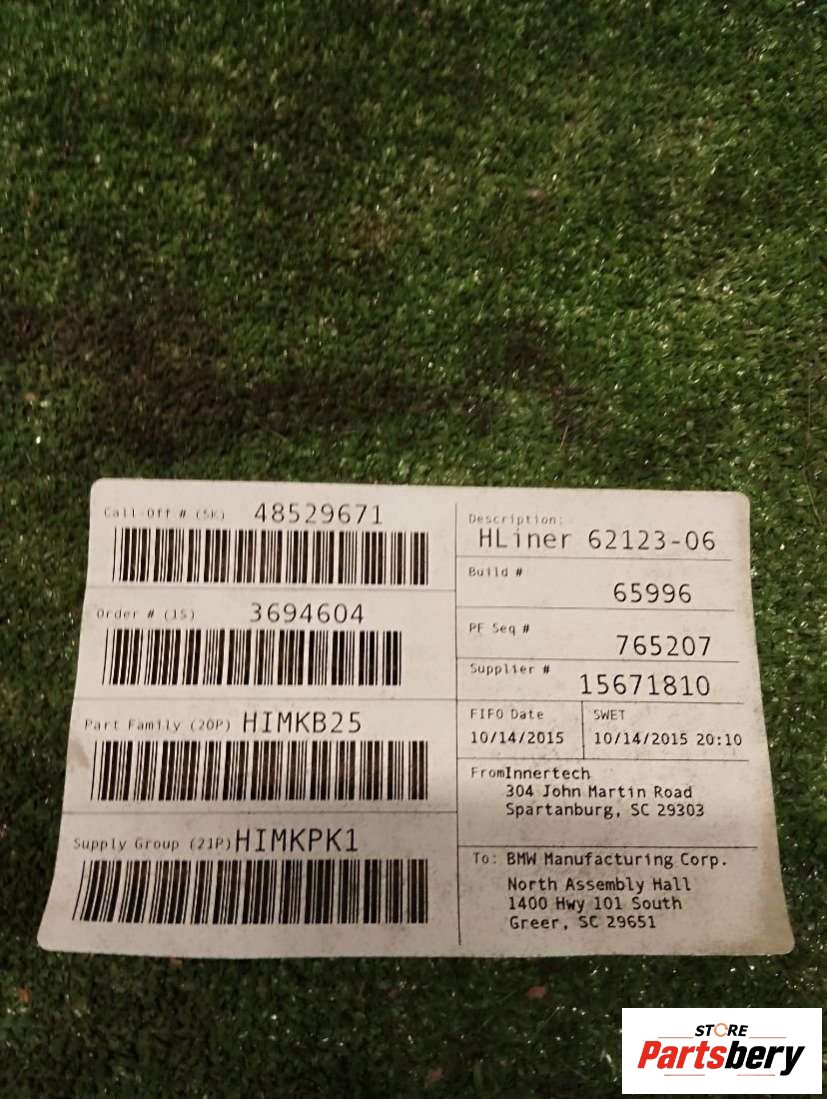 Call-Off # (5K) 48529671
Order # (1S) 3694604
Part Family (20P) HIMKB25
Supply Group (21P) HIMKPK1
Description:
HLiner 62123-06
Build #
65996
PF Seq #
765207
Supplier #
15671810
FIFO Date
10/14/2015
SWET
10/14/2015 20:10
From Innertech
304 John Martin Road
Spartanburg, SC 29303
To: BMW Manufacturing Corp.
North Assembly Hall
1400 Hwy 101 South
Greer, SC 29651
STORE
Partsbery